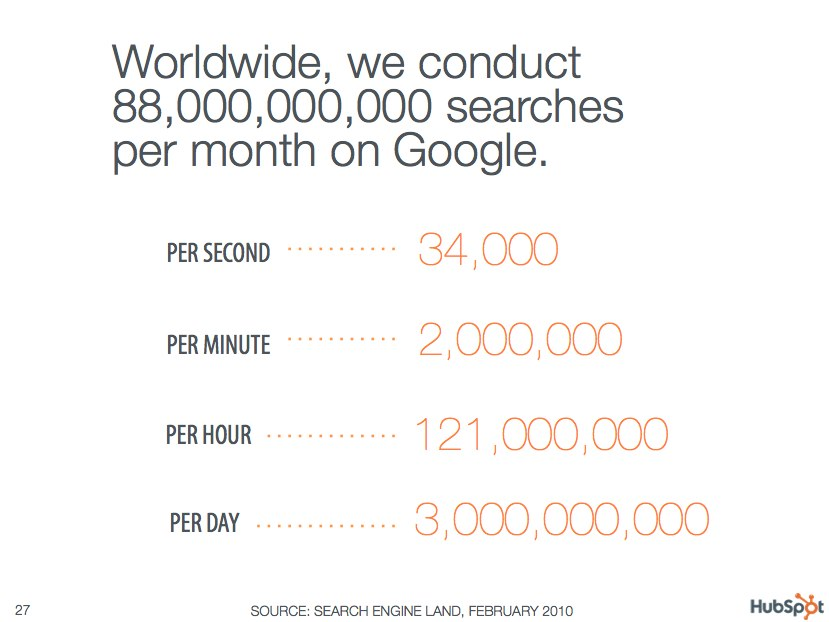 Worldwide, we conduct
88,000,000,000 searches
per month on Google.
PER SECOND ........... 34,000
PER MINUTE ........... 2,000,000
PER HOUR ............. 121,000,000
PER DAY .............. 3,000,000,000
27
SOURCE: SEARCH ENGINE LAND, FEBRUARY 2010
HubSpot